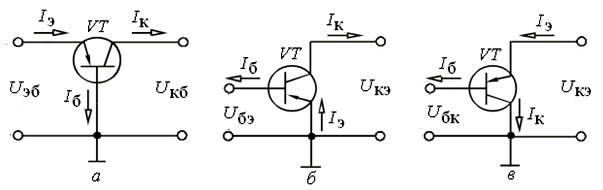 Iэ VT Iк
Uэб Iб Uкб
а
Iк
Iб VT
Uбэ Iэ Uкэ
б
Iэ
Iб VT
Uбк Iк Uкэ
в